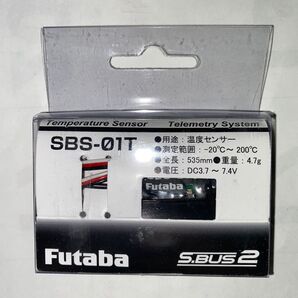 Temperature Sensor Telemetry System
SBS-01T
●用途：温度センサー
●測定範囲：-20℃～200℃
●全長：535mm●重量：4.7g
●電圧：DC3.7～7.4V
Futaba
Futaba
S.BUS2